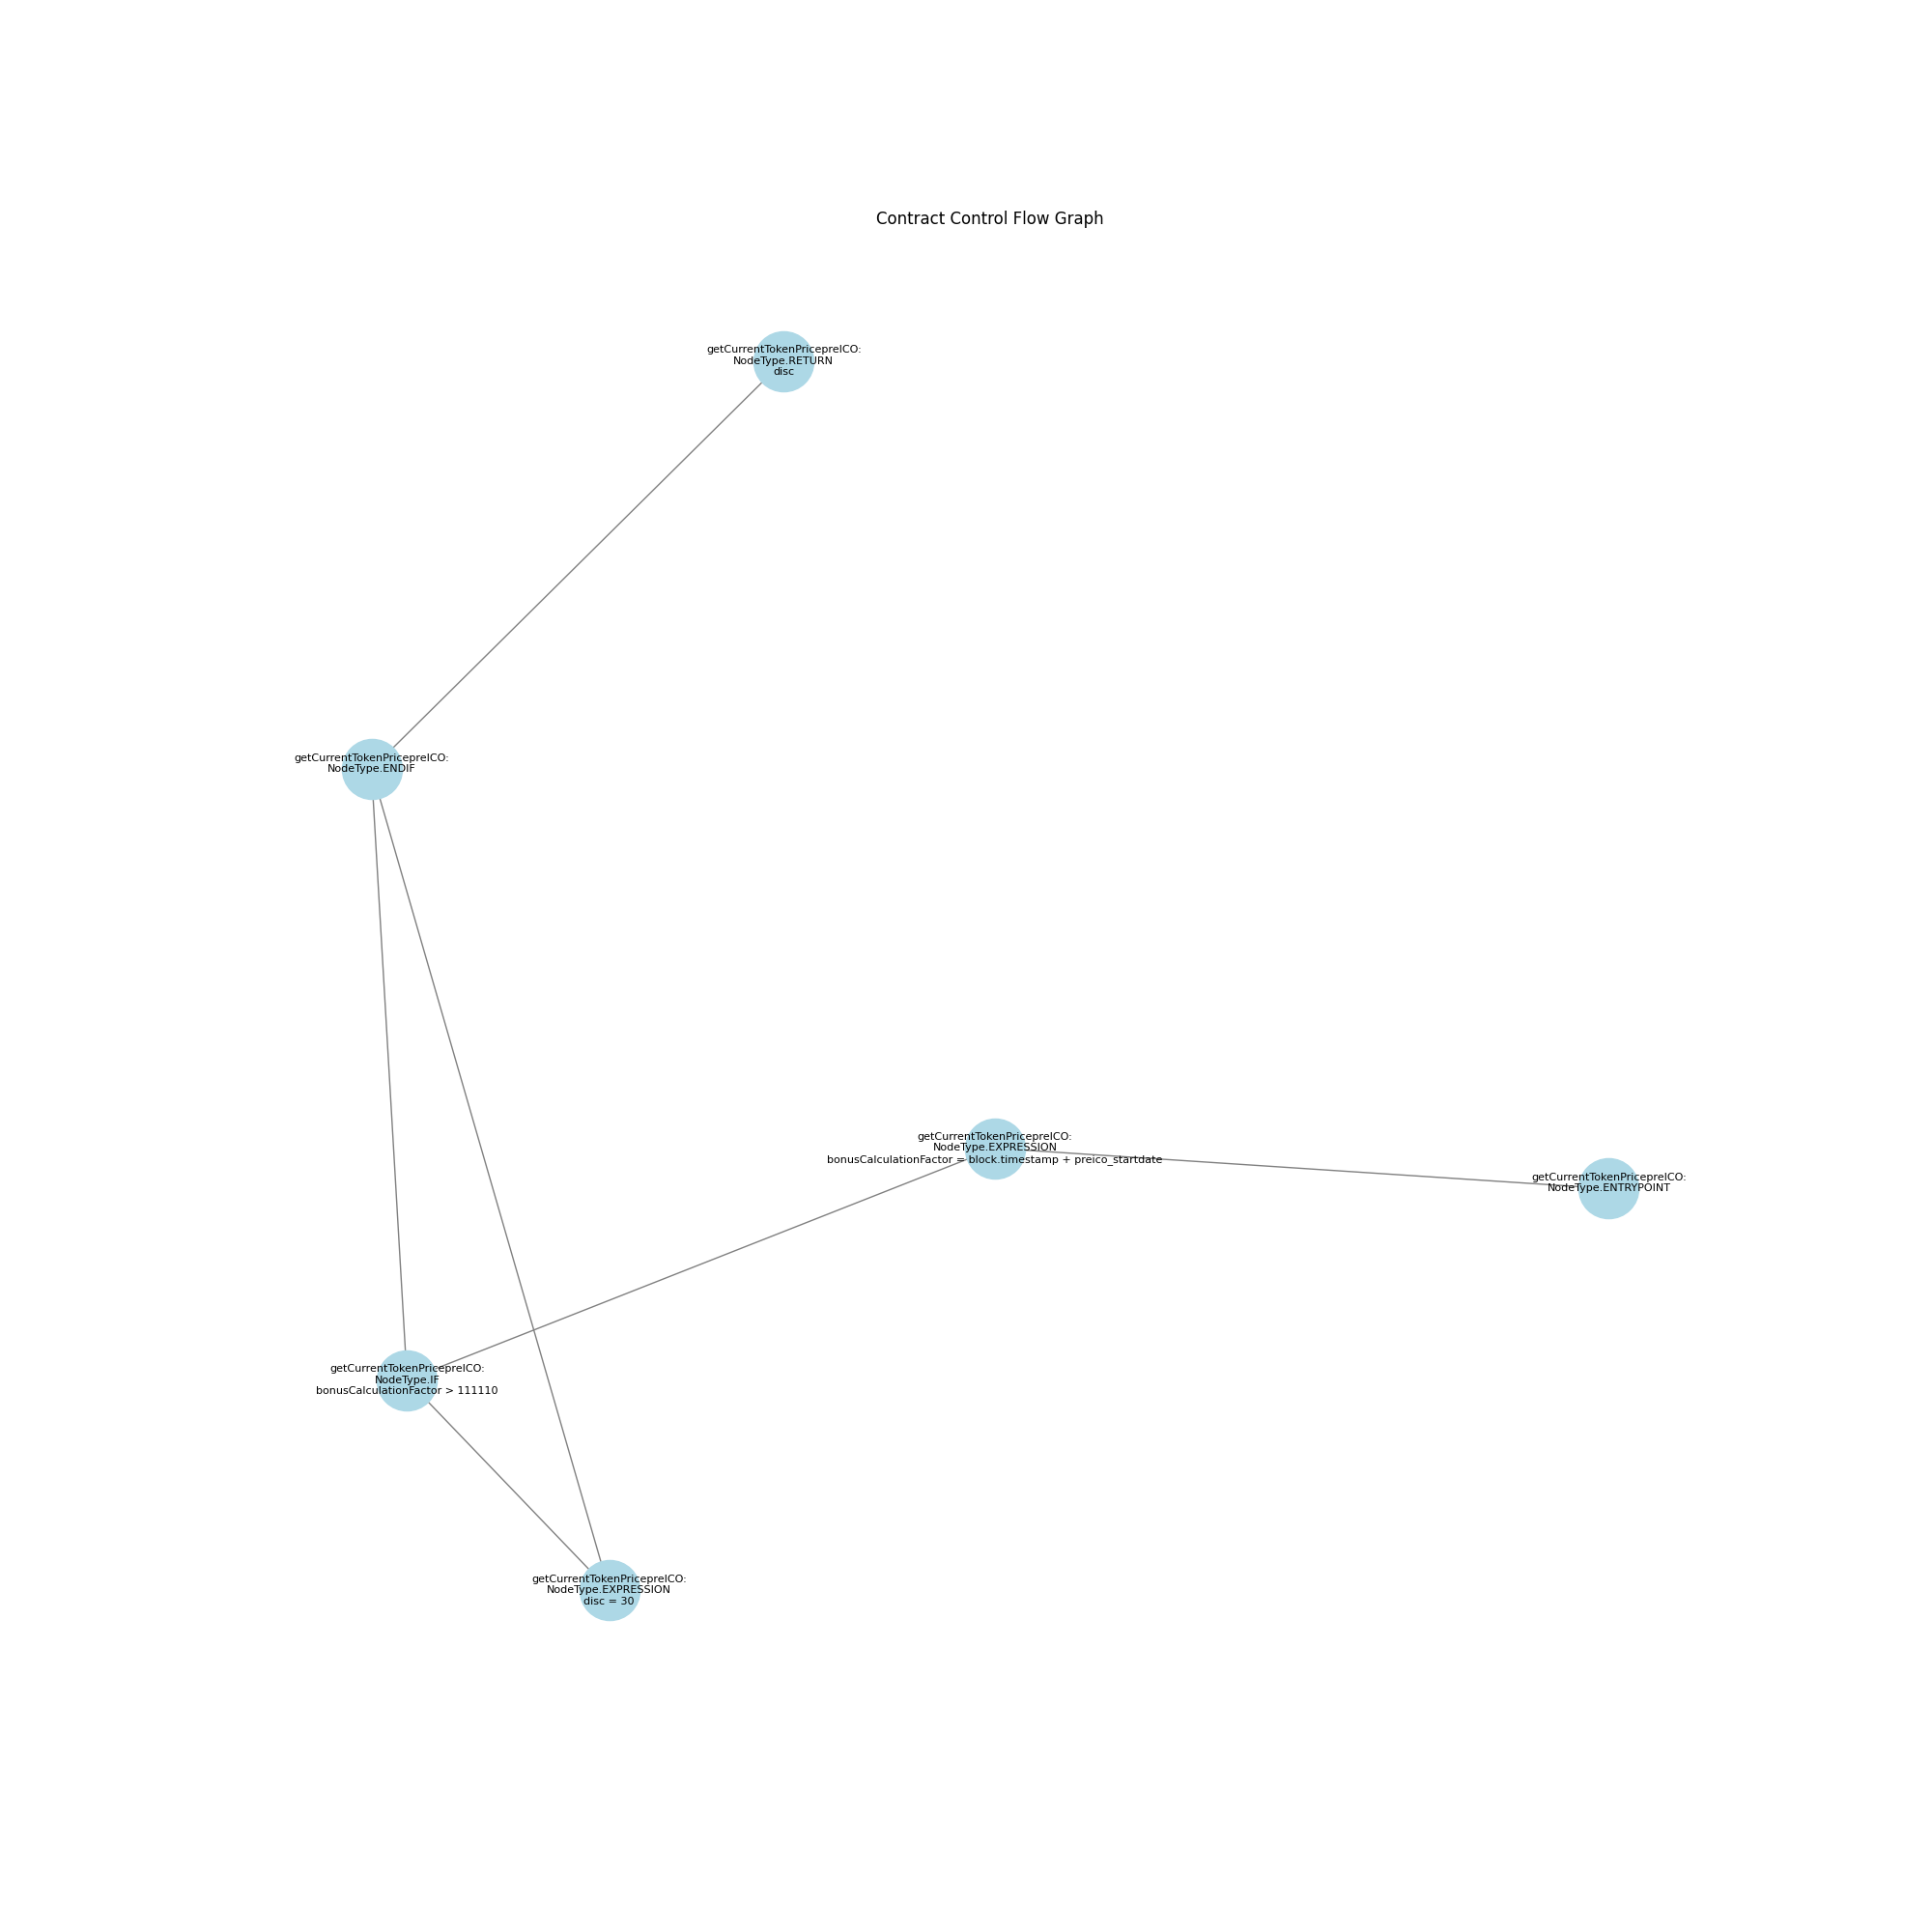 Contract Control Flow Graph
getCurrentTokenPricepreICO:
NodeType.RETURN
disc
getCurrentTokenPricepreICO:
NodeType.ENDIF
getCurrentTokenPricepreICO:
NodeType.EXPRESSION
bonusCalculationFactor = block.timestamp + preico_startdate
getCurrentTokenPricepreICO:
NodeType.ENTRYPOINT
getCurrentTokenPricepreICO:
NodeType.IF
bonusCalculationFactor > 111110
getCurrentTokenPricepreICO:
NodeType.EXPRESSION
disc = 30